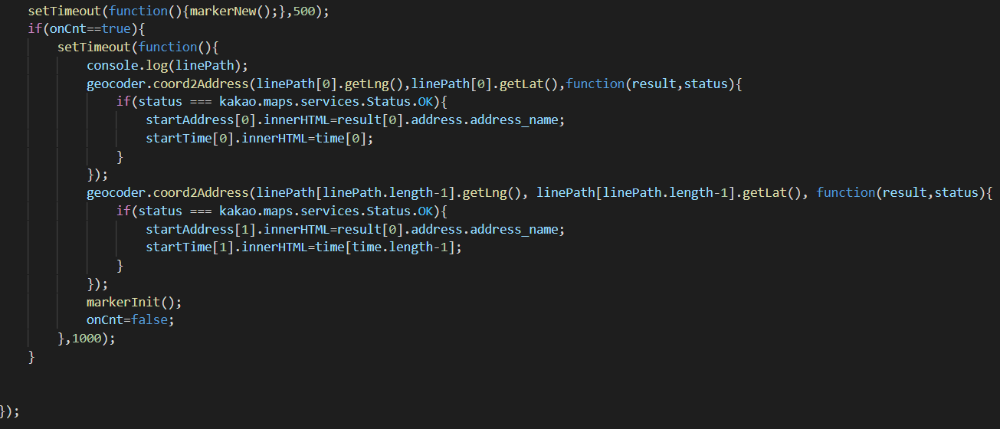 setTimeout(function(){markerNew();},500);
if(onCnt==true){
setTimeout(function(){
console.log(linePath);
geocoder.coord2Address(linePath[0].getLng(),linePath[0].getLat(),function(result,status){
if(status === kakao.maps.services.Status.OK){
startAddress[0].innerHTML=result[0].address.address_name;
startTime[0].innerHTML=time[0];
}
});
geocoder.coord2Address(linePath[linePath.length-1].getLng(), linePath[linePath.length-1].getLat(), function(result,status){
if(status === kakao.maps.services.Status.OK){
startAddress[1].innerHTML=result[0].address.address_name;
startTime[1].innerHTML=time[time.length-1];
}
});
markerInit();
onCnt=false;
},1000);
}
});